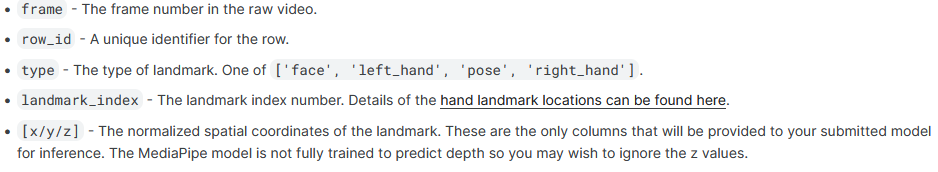 • frame - The frame number in the raw video.
• row_id - A unique identifier for the row.
• type - The type of landmark. One of ['face', 'left_hand', 'pose', 'right_hand'].
• landmark_index - The landmark index number. Details of the hand landmark locations can be found here.
• [x/y/z] - The normalized spatial coordinates of the landmark. These are the only columns that will be provided to your submitted model
for inference. The MediaPipe model is not fully trained to predict depth so you may wish to ignore the z values.